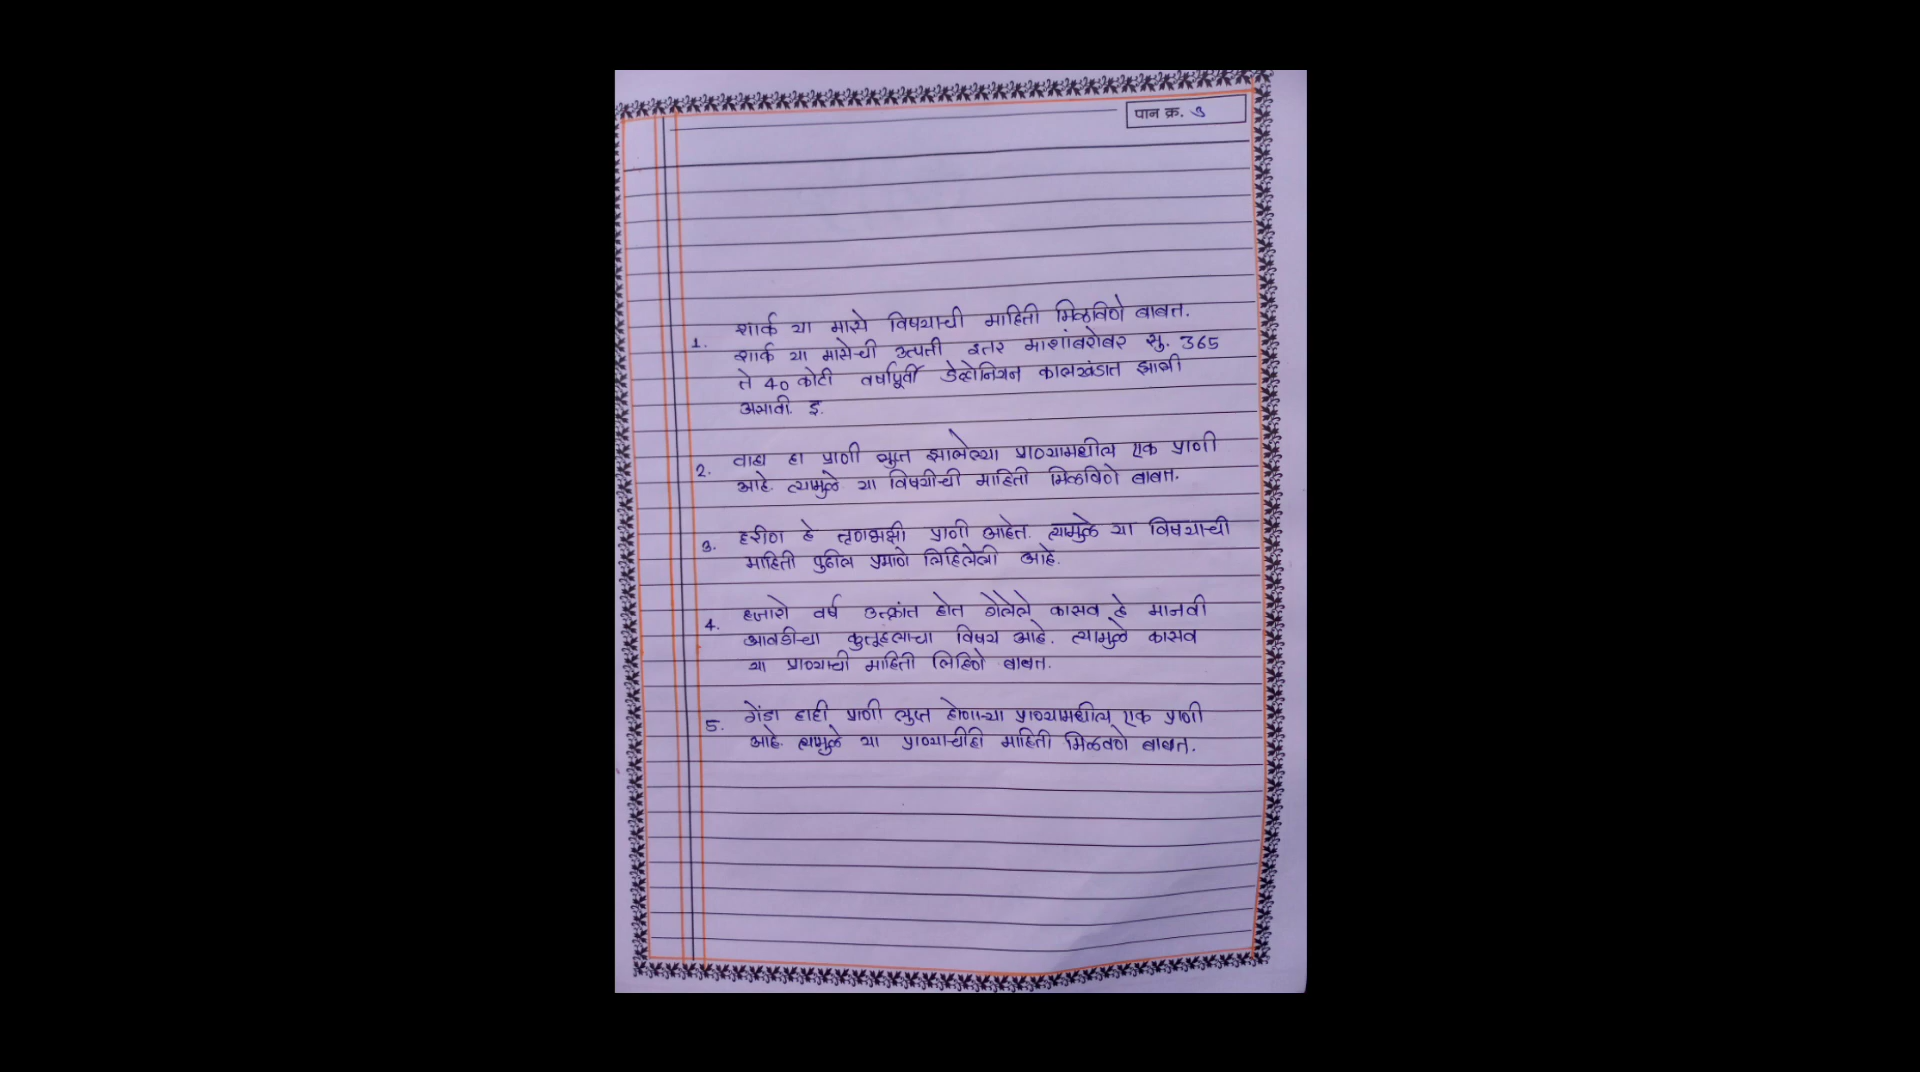 पान क्र. ३
शार्क या मासे विषयाची माहिती मिळविणे बाबत.
1. शार्क या मासेची उत्पती इतर माशांबरोबर सु. 365
ते 40 कोटी वर्षापूर्वी डेव्होनियन कालखंडात झाली
असावी. इ.
2. वाघ हा प्राणी लुप्त झालेल्या प्राण्यामधील एक प्राणी
आहे. त्यामुळे या विषयीची माहिती मिळविणे बाबत.
3. हरीण हे तृणभक्षी प्राणी आहेत. त्यामुळे या विषयाची
माहिती पुढील प्रमाणे लिहिलेली आहे.
4. हजारो वर्ष उत्क्रांत होत गेलेले कासव हे मानवी
आवडीचा कुतूहलाचा विषय आहे. त्यामुळे कासव
या प्राण्याची माहिती लिहिणे बाबत.
5. गेंडा हाही प्राणी लुप्त होणाऱ्या प्राण्यामधील एक प्राणी
आहे. त्यामुळे या प्राण्याचीही माहिती मिळवणे बाबत.